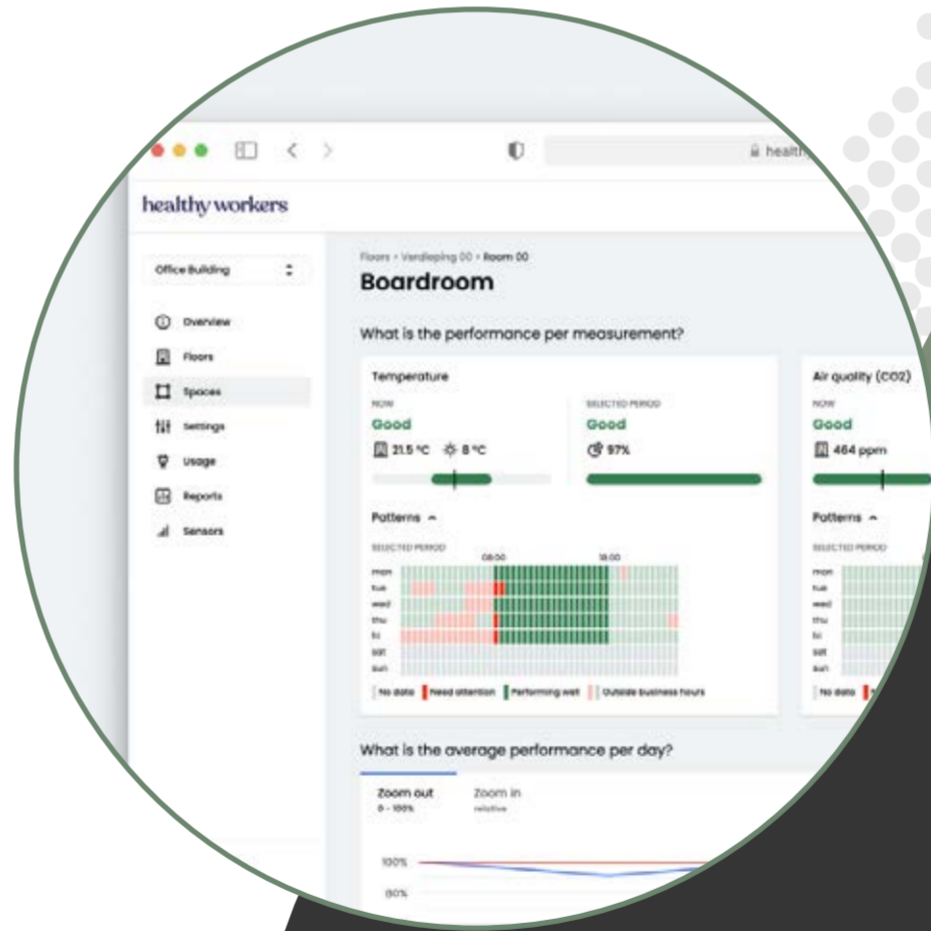 health
healthy workers
Office Building
Overview
Floors
Spaces
Settings
Usage
Reports
Sensors
Floors › Verdieping 00 › Room 00
Boardroom
What is the performance per measurement?
Temperature
NOW
Good
21.5 °C 8 °C
SELECTED PERIOD
Good
97%
Patterns
SELECTED PERIOD
08:00 18:00
mon
tue
wed
thu
fri
sat
sun
No data Need attention Performing well Outside business hours
Air quality (CO2)
NOW
Good
464 ppm
Patterns
SELECTED PERIOD
mon
tue
wed
thu
fri
sat
sun
No data
What is the average performance per day?
Zoom out
0 - 100%
Zoom in
relative
100%
80%